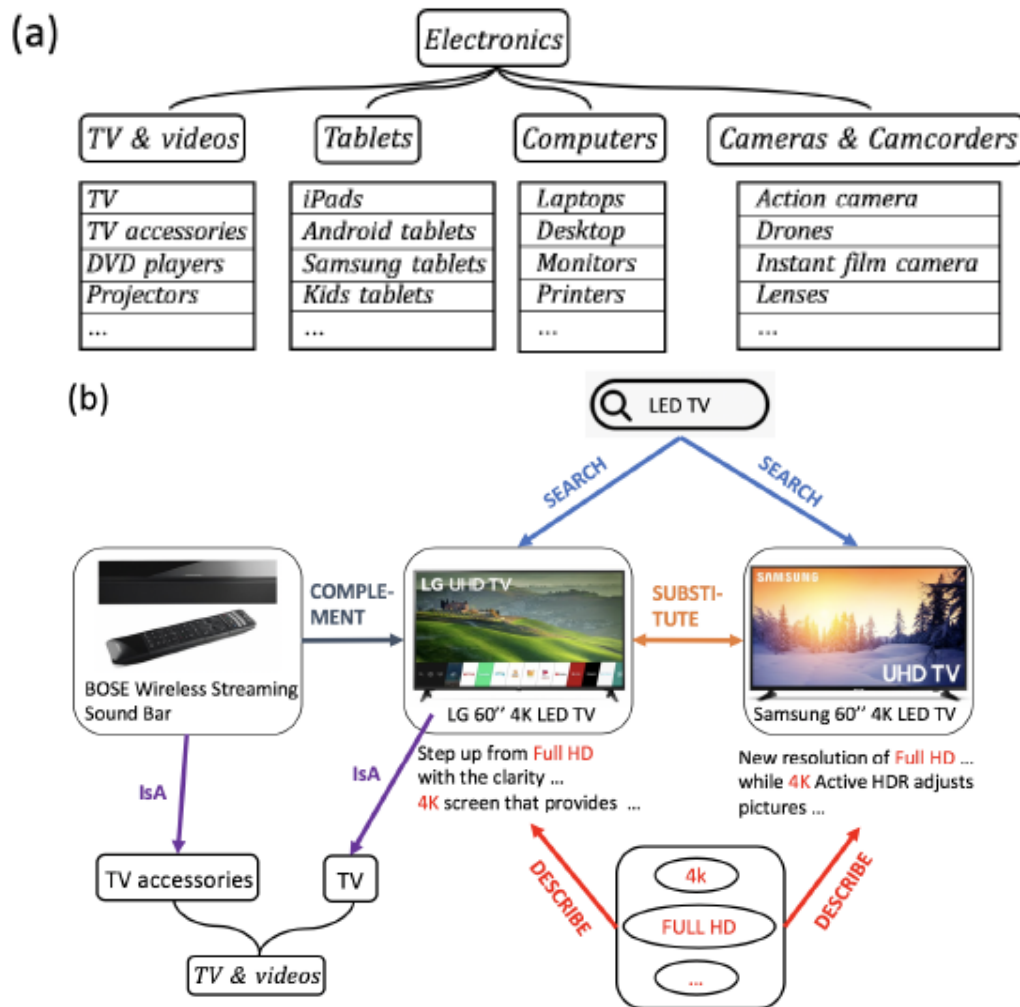 (a)
Electronics
TV & videos
Tablets
Computers
Cameras & Camcorders
TV
TV accessories
DVD players
Projectors
...
iPads
Android tablets
Samsung tablets
Kids tablets
...
Laptops
Desktop
Monitors
Printers
...
Action camera
Drones
Instant film camera
Lenses
...
(b)
LED TV
SEARCH
SEARCH
BOSE Wireless Streaming
Sound Bar
COMPLE-
MENT
LG UHD TV
LG 60’’ 4K LED TV
SUBSTI-
TUTE
SAMSUNG
UHD TV
Samsung 60’’ 4K LED TV
Step up from Full HD
with the clarity ...
4K screen that provides ...
New resolution of Full HD ...
while 4K Active HDR adjusts
pictures ...
IsA
IsA
TV accessories
TV
TV & videos
DESCRIBE
DESCRIBE
4k
FULL HD
...